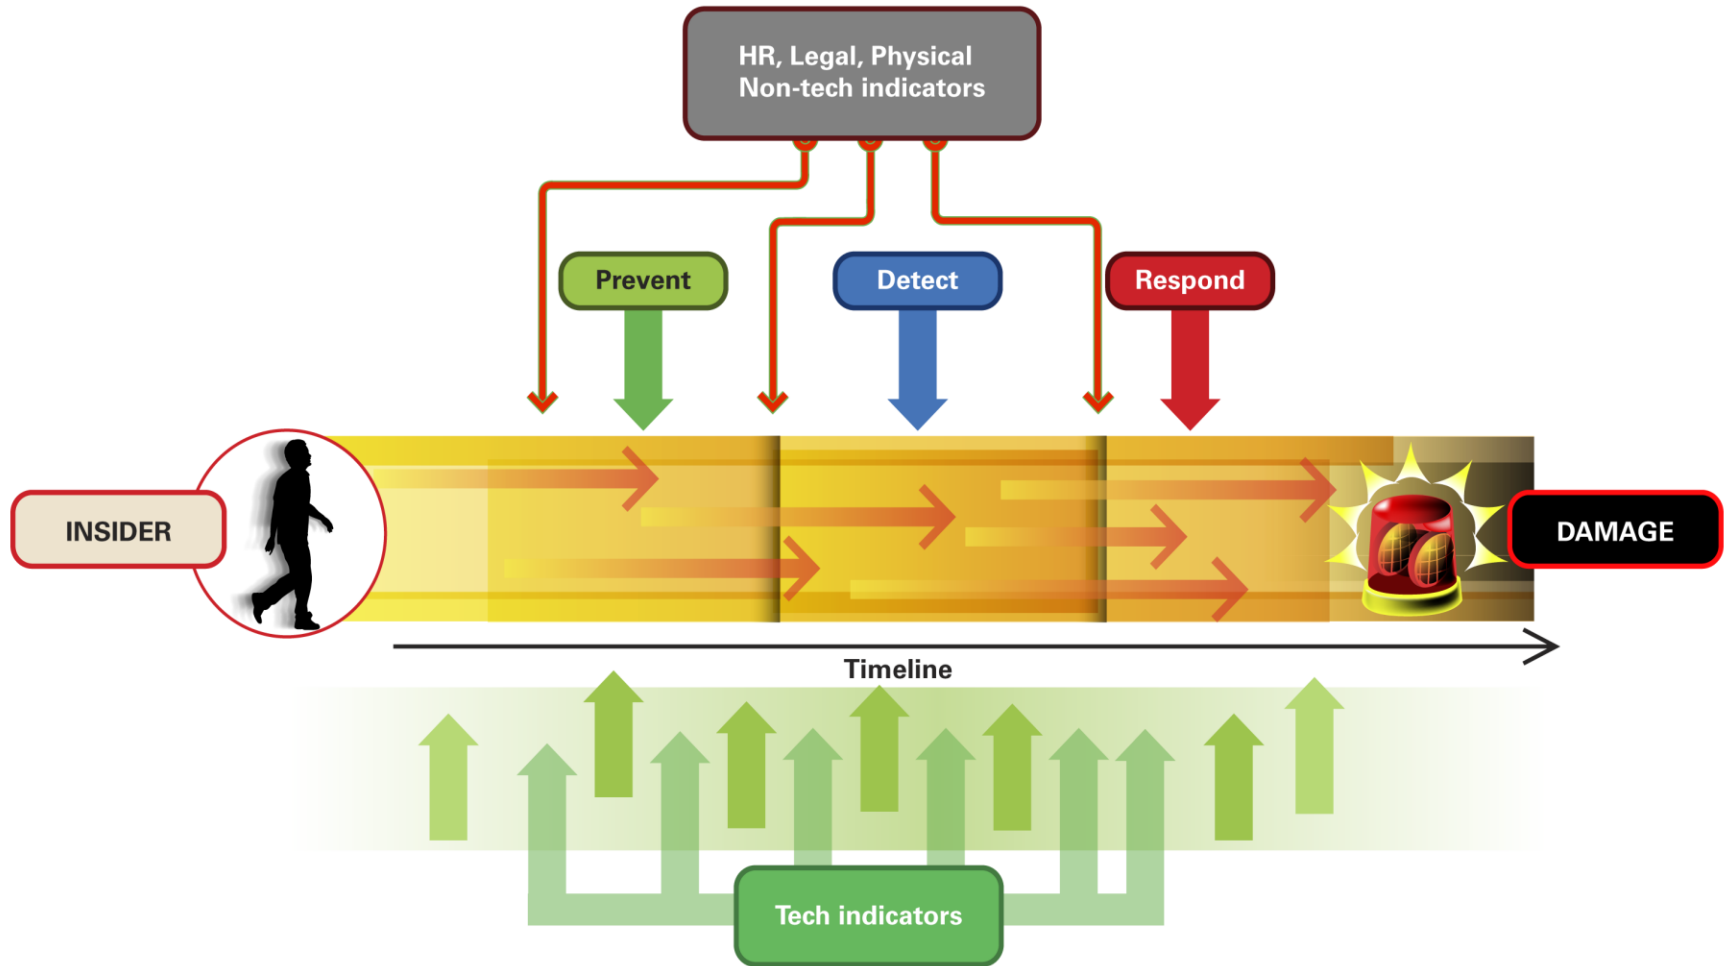 HR, Legal, Physical
Non-tech indicators
Prevent
Detect
Respond
INSIDER
DAMAGE
Timeline
Tech indicators